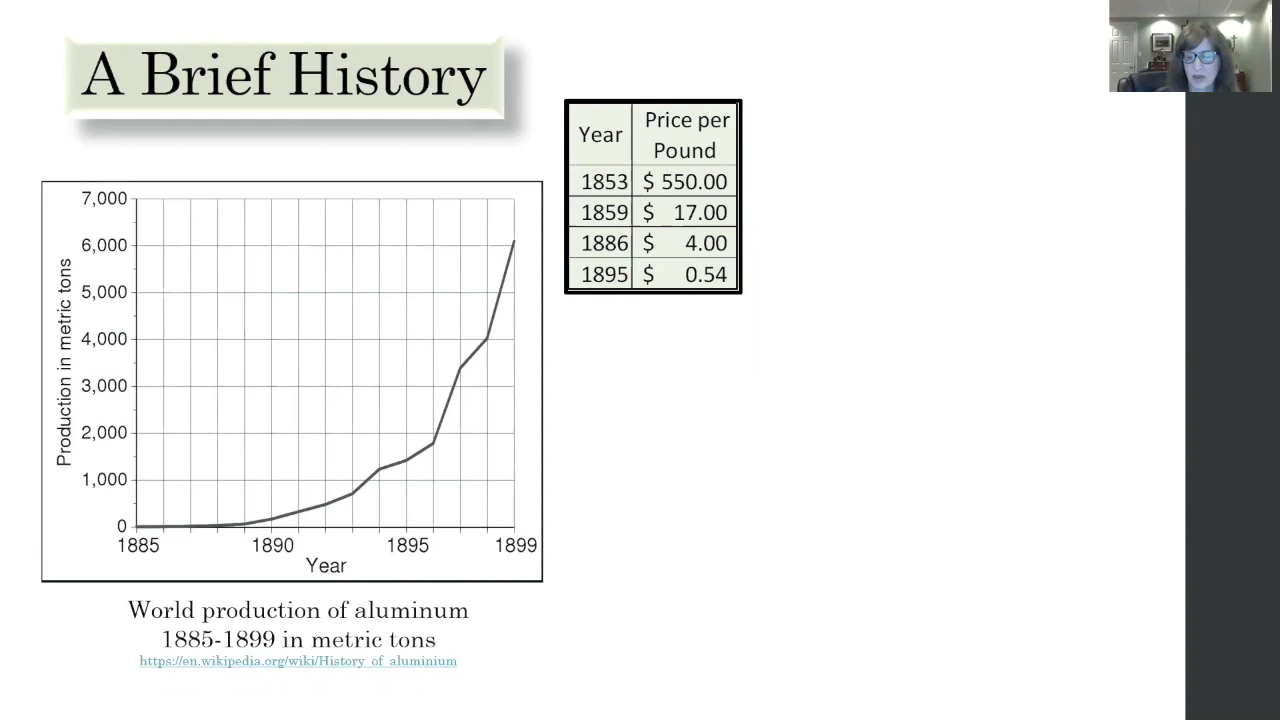 A Brief History
Year Price per Pound
1853 $ 550.00
1859 $ 17.00
1886 $ 4.00
1895 $ 0.54
7,000
6,000
5,000
4,000
3,000
2,000
1,000
0
Production in metric tons
1885 1890 1895 1899
Year
World production of aluminum
1885-1899 in metric tons
https://en.wikipedia.org/wiki/History_of_aluminium